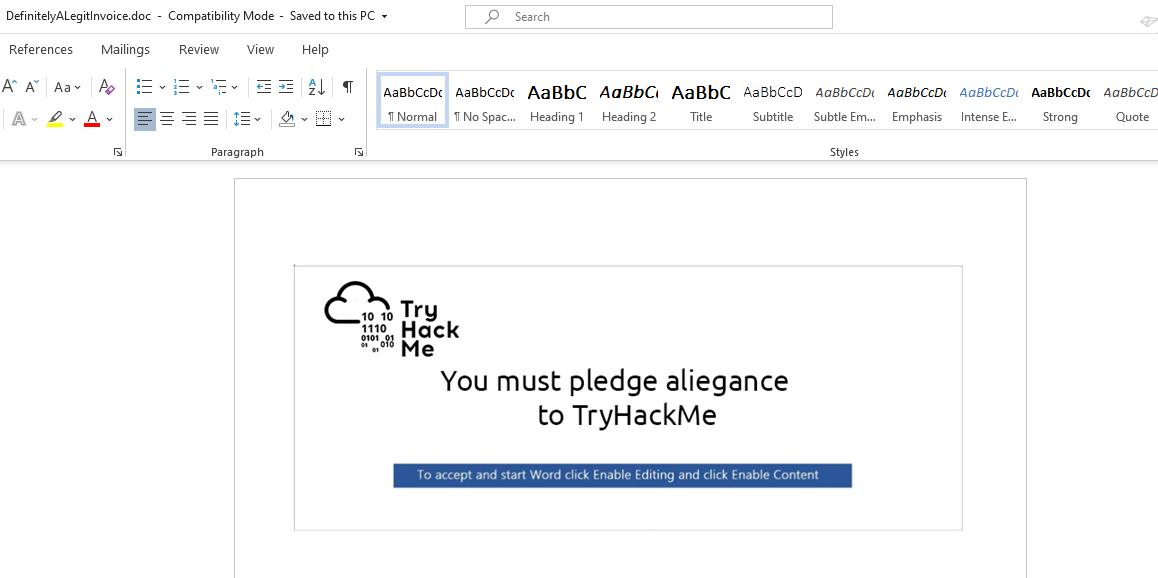 DefinitelyALegitInvoice.doc - Compatibility Mode - Saved to this PC
Search
References Mailings Review View Help
A A Aa A
A Z ¶
AaBbCcDc AaBbCcDc AaBbC AaBbCc AaBbC AaBbCcD AaBbCcDc AaBbCcDc AaBbCcDc AaBbCcDc AaBbCcDc
¶ Normal ¶ No Spac... Heading 1 Heading 2 Title Subtitle Subtle Em... Emphasis Intense E... Strong Quote
A A
Paragraph Styles
Try
Hack
Me
10 10
1110
0101 01
01 010
01
You must pledge aliegance
to TryHackMe
To accept and start Word click Enable Editing and click Enable Content